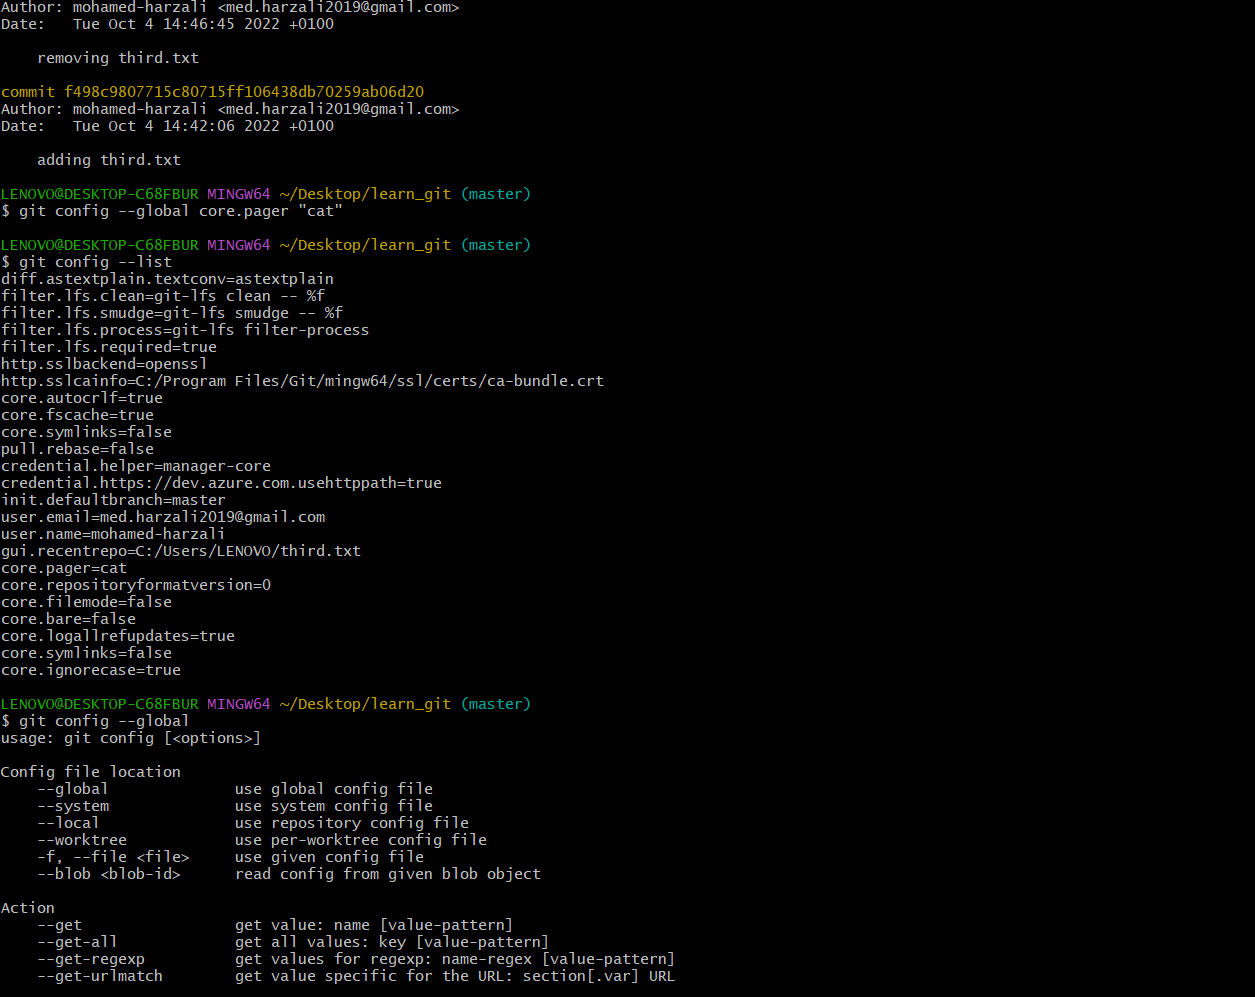 Author: mohamed-harzali <med.harzali2019@gmail.com>
Date:   Tue Oct 4 14:46:45 2022 +0100

    removing third.txt

commit f498c9807715c80715ff106438db70259ab06d20
Author: mohamed-harzali <med.harzali2019@gmail.com>
Date:   Tue Oct 4 14:42:06 2022 +0100

    adding third.txt

LENOVO@DESKTOP-C68FBUR MINGW64 ~/Desktop/learn_git (master)
$ git config --global core.pager "cat"

LENOVO@DESKTOP-C68FBUR MINGW64 ~/Desktop/learn_git (master)
$ git config --list
diff.astextplain.textconv=astextplain
filter.lfs.clean=git-lfs clean -- %f
filter.lfs.smudge=git-lfs smudge -- %f
filter.lfs.process=git-lfs filter-process
filter.lfs.required=true
http.sslbackend=openssl
http.sslcainfo=C:/Program Files/Git/mingw64/ssl/certs/ca-bundle.crt
core.autocrlf=true
core.fscache=true
core.symlinks=false
pull.rebase=false
credential.helper=manager-core
credential.https://dev.azure.com.usehttppath=true
init.defaultbranch=master
user.email=med.harzali2019@gmail.com
user.name=mohamed-harzali
gui.recentrepo=C:/Users/LENOVO/third.txt
core.pager=cat
core.repositoryformatversion=0
core.filemode=false
core.bare=false
core.logallrefupdates=true
core.symlinks=false
core.ignorecase=true

LENOVO@DESKTOP-C68FBUR MINGW64 ~/Desktop/learn_git (master)
$ git config --global
usage: git config [<options>]

Config file location
    --global              use global config file
    --system              use system config file
    --local               use repository config file
    --worktree            use per-worktree config file
    -f, --file <file>     use given config file
    --blob <blob-id>      read config from given blob object

Action
    --get                 get value: name [value-pattern]
    --get-all             get all values: key [value-pattern]
    --get-regexp          get values for regexp: name-regex [value-pattern]
    --get-urlmatch        get value specific for the URL: section[.var] URL